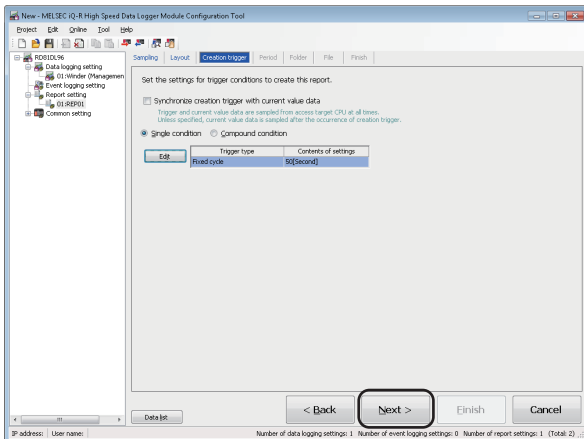 New - MELSEC iQ-R High Speed Data Logger Module Configuration Tool
Project Edit Online Tool Help
RD81DL96
Data logging setting
01:Winder (Managemen
Event logging setting
Report setting
01:REP01
Common setting
Sampling Layout Creation trigger Period Folder File Finish
Set the settings for trigger conditions to create this report.
Synchronize creation trigger with current value data
Trigger and current value data are sampled from access target CPU at all times.
Unless specified, current value data is sampled after the occurrence of creation trigger.
Single condition Compound condition
Edit
Trigger type Contents of settings
Fixed cycle 50[Second]
Data list
< Back Next > Finish Cancel
IP address: User name: Number of data logging settings: 1 Number of event logging settings: 0 Number of report settings: 1 (Total: 2)